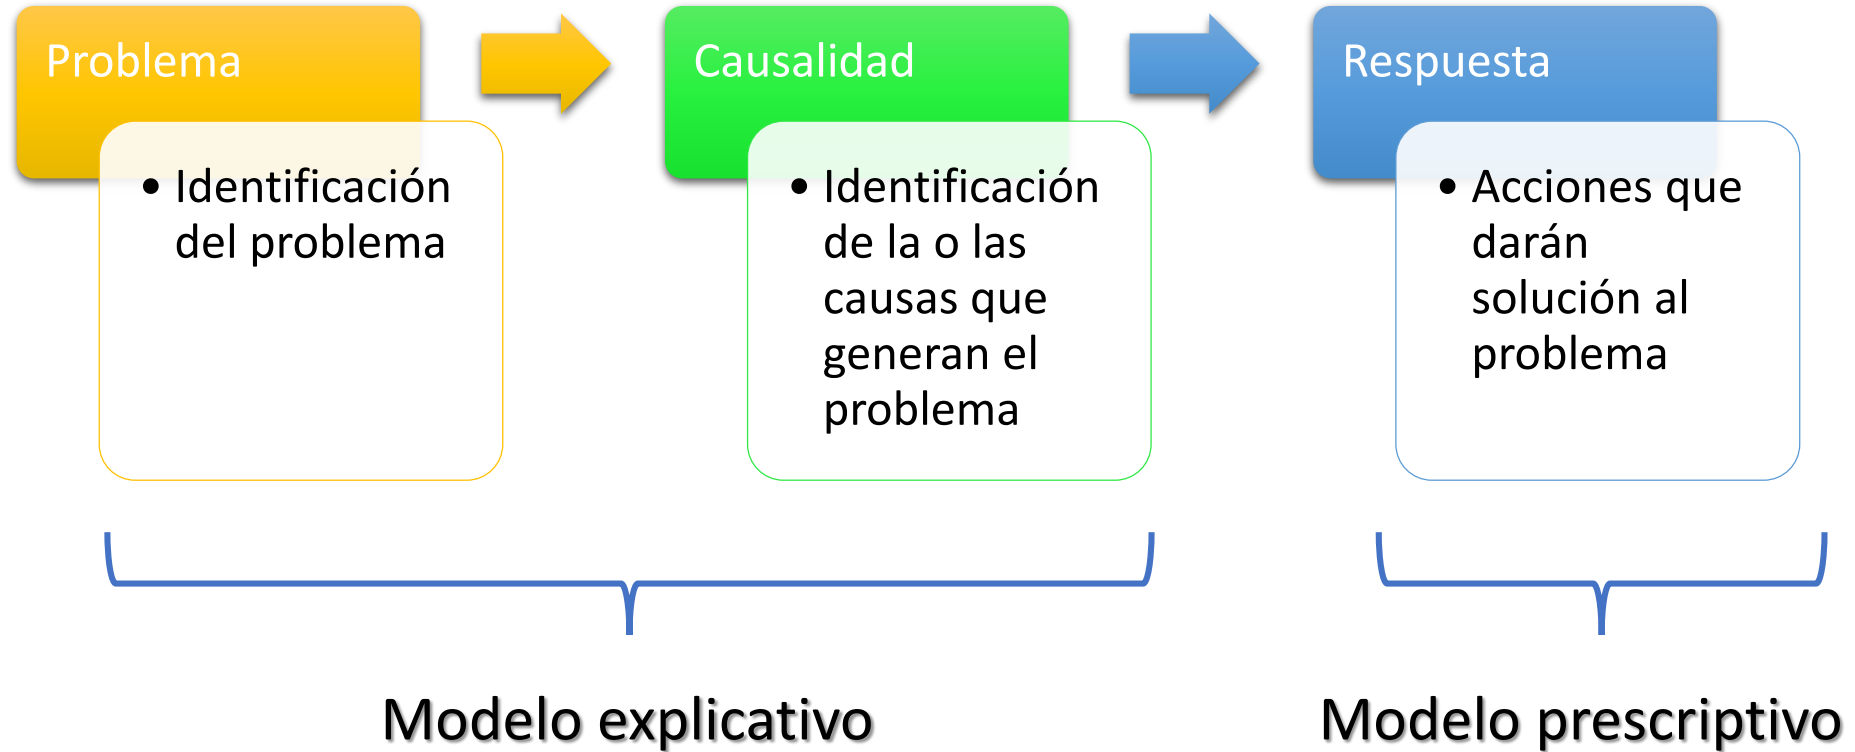 Problema
• Identificación
del problema
Causalidad
• Identificación
de la o las
causas que
generan el
problema
Respuesta
• Acciones que
darán
solución al
problema
Modelo explicativo
Modelo prescriptivo